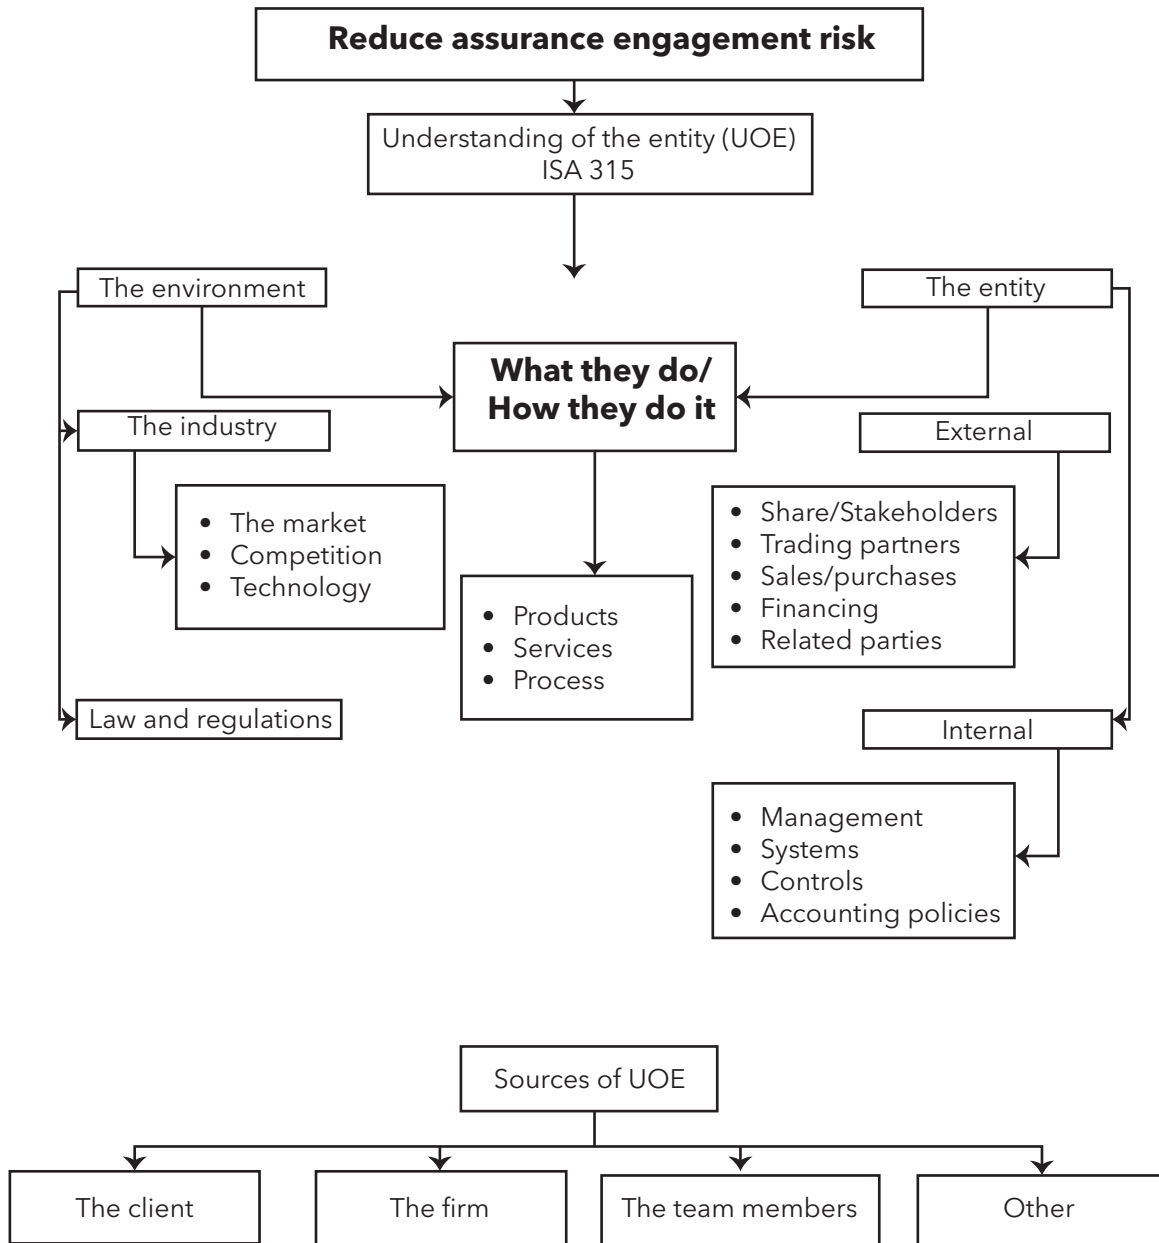 Reduce assurance engagement risk
Understanding of the entity (UOE)
ISA 315
The environment
The entity
What they do/
How they do it
The industry
External
• The market
• Competition
• Technology
• Share/Stakeholders
• Trading partners
• Sales/purchases
• Financing
• Related parties
• Products
• Services
• Process
Law and regulations
Internal
• Management
• Systems
• Controls
• Accounting policies
Sources of UOE
The client
The firm
The team members
Other